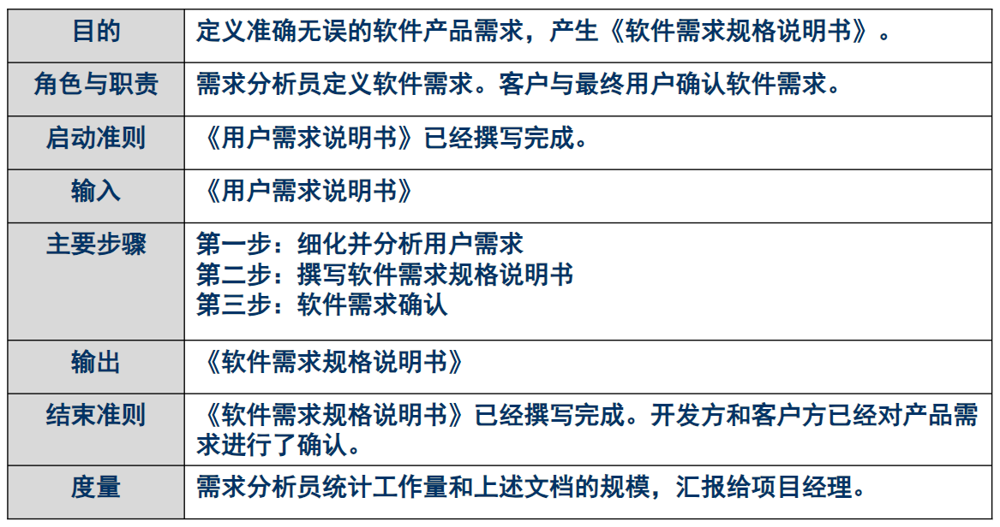 目的
定义准确无误的软件产品需求，产生《软件需求规格说明书》。
角色与职责
需求分析员定义软件需求。客户与最终用户确认软件需求。
启动准则
《用户需求说明书》已经撰写完成。
输入
《用户需求说明书》
主要步骤
第一步：细化并分析用户需求
第二步：撰写软件需求规格说明书
第三步：软件需求确认
输出
《软件需求规格说明书》
结束准则
《软件需求规格说明书》已经撰写完成。开发方和客户方已经对产品需
求进行了确认。
度量
需求分析员统计工作量和上述文档的规模，汇报给项目经理。